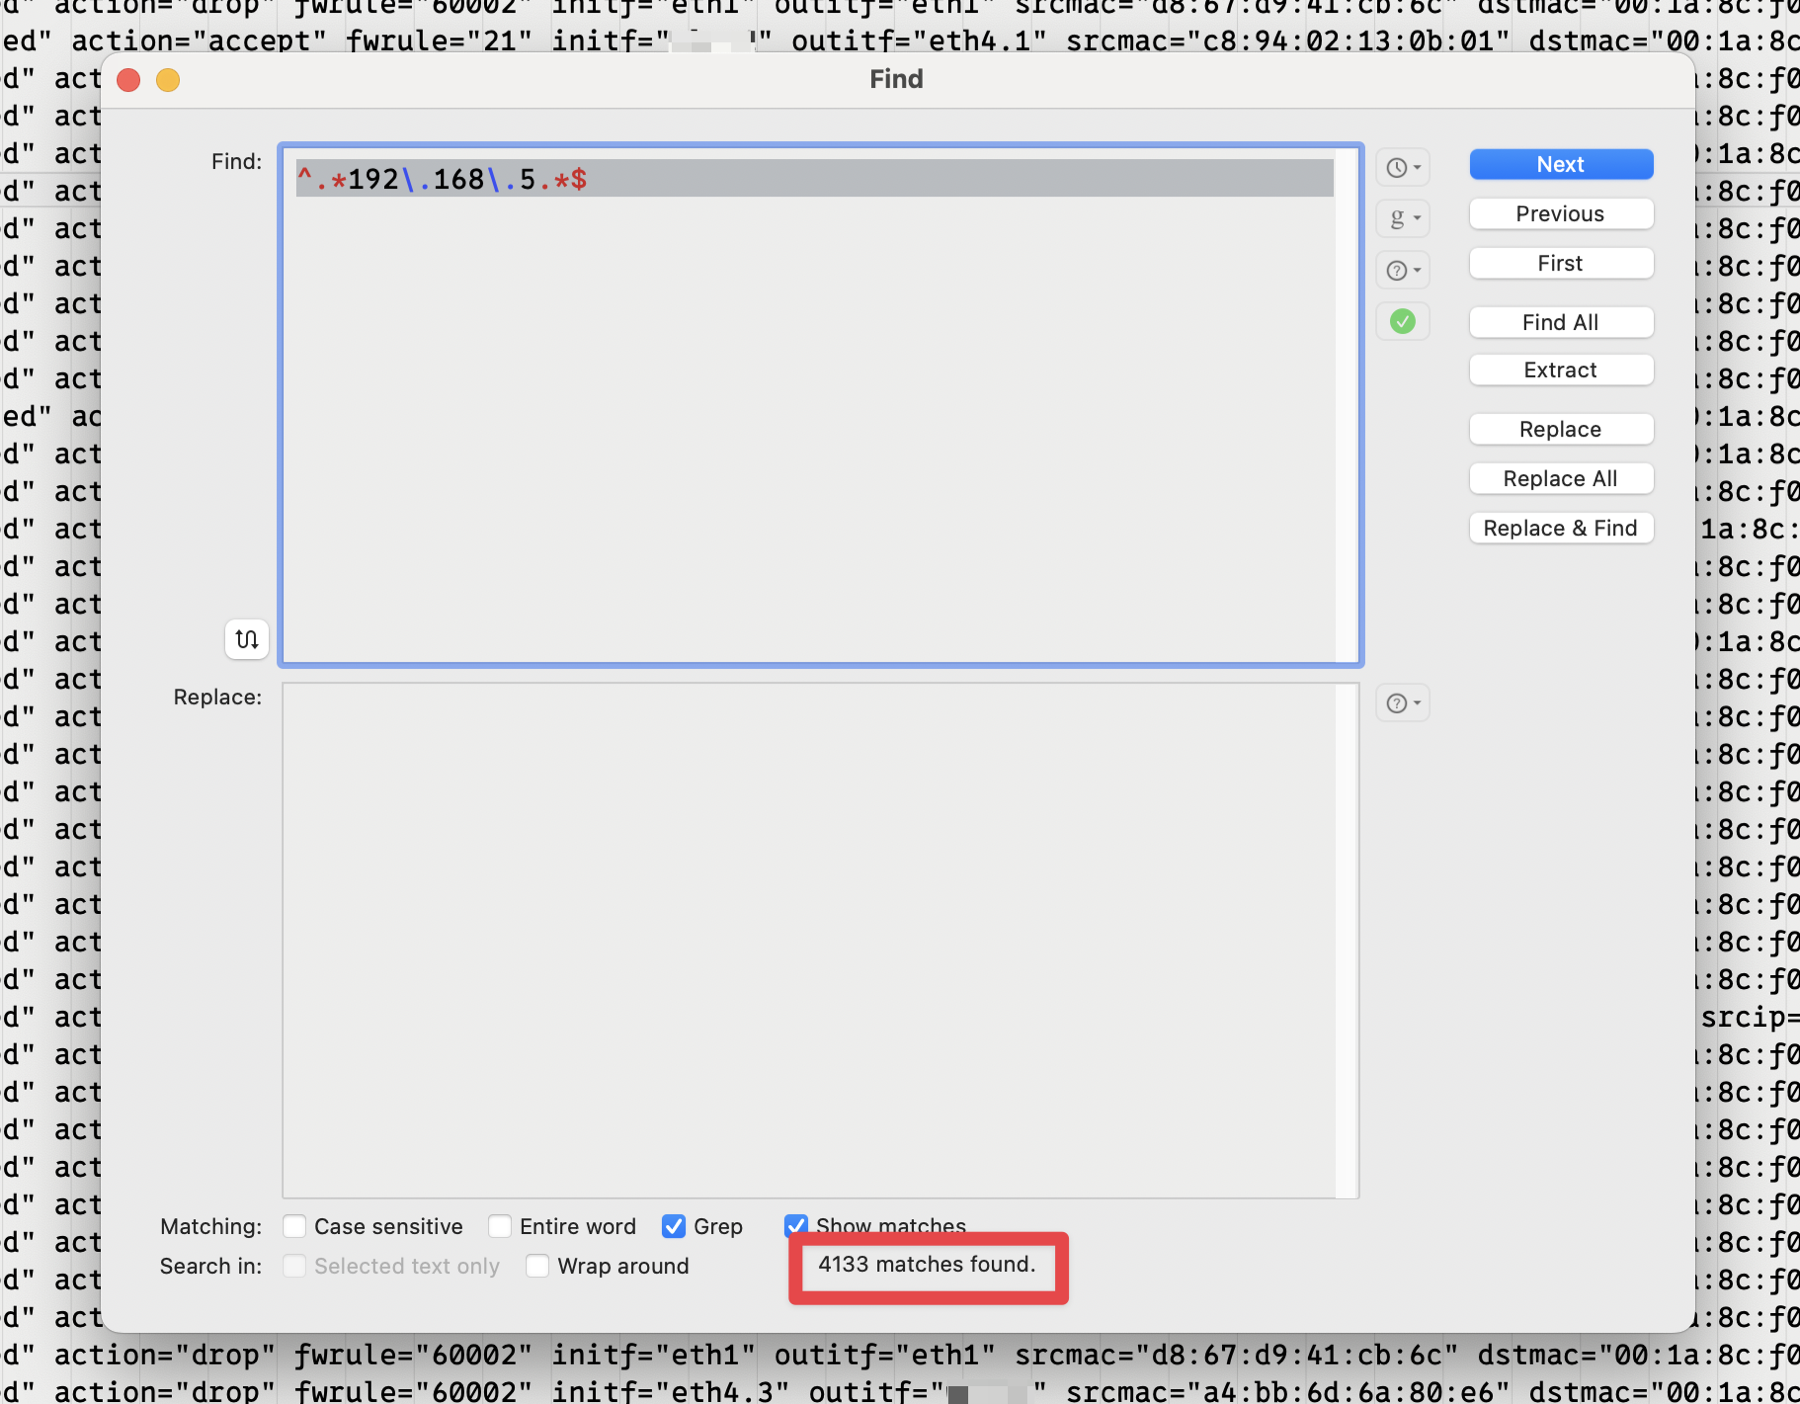 action="drop" fwrule="60002" initf="eth1" outitf="eth1" srcmac="d8:67:d9:41:cb:6c" dstmac="00:1a:8c:f0
ed" action="accept" fwrule="21" initf=" " outitf="eth4.1" srcmac="c8:94:02:13:0b:01" dstmac="00:1a:8c
Find
Find:
^.*192\.168\.5.*$
g
Next
Previous
First
Find All
Extract
Replace
Replace All
Replace & Find
Replace:
Matching:
Case sensitive
Entire word
Grep
Show matches
Search in:
Selected text only
Wrap around
4133 matches found.
d" action="drop" fwrule="60002" initf="eth1" outitf="eth1" srcmac="d8:67:d9:41:cb:6c" dstmac="00:1a:8c:f0
d" action="drop" fwrule="60002" initf="eth4.3" outitf=" " srcmac="a4:bb:6d:6a:80:e6" dstmac="00:1a:8c